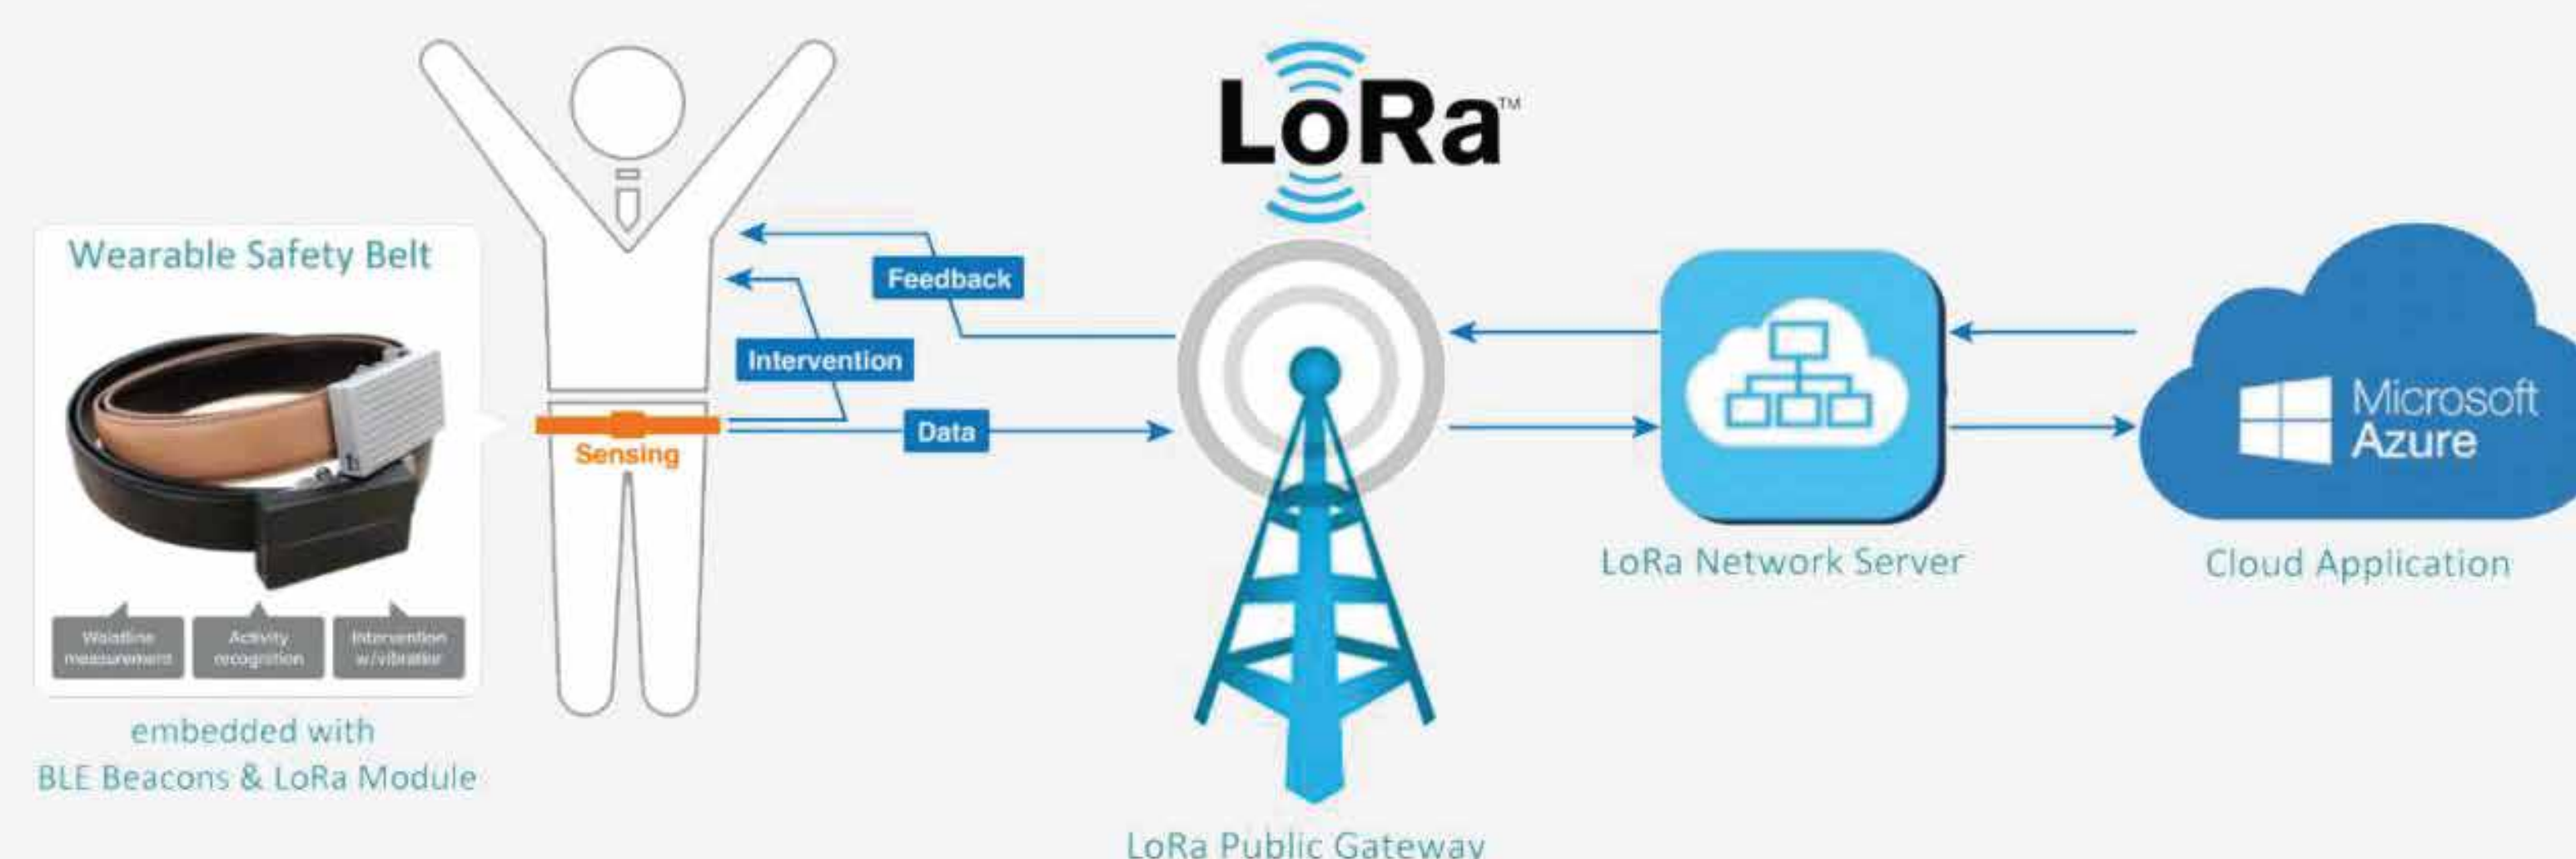 Wearable Safety Belt
Waistline
measurement
Activity
recognition
Intervention
w/vibration
embedded with
BLE Beacons & LoRa Module
Sensing
Feedback
Intervention
Data
LoRa™
LoRa Public Gateway
LoRa Network Server
Microsoft
Azure
Cloud Application